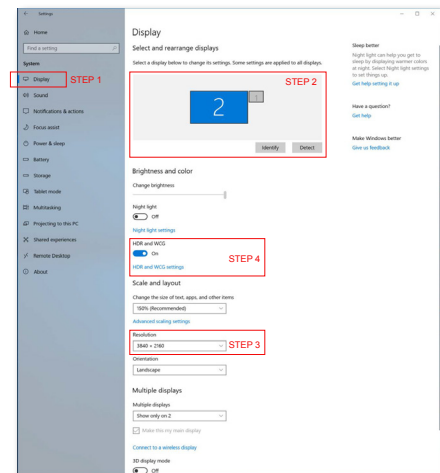 Settings
Home
Find a setting
System
Display
STEP 1
Sound
Notifications & actions
Focus assist
Power & sleep
Battery
Storage
Tablet mode
Multitasking
Projecting to this PC
Shared experiences
Remote Desktop
About
Display
Select and rearrange displays
Select a display below to change its settings. Some settings are applied to all displays.
STEP 2
2
1
Identify
Detect
Brightness and color
Change brightness
Night light
Off
Night light settings
HDR and WCG
On
STEP 4
HDR and WCG settings
Scale and layout
Change the size of text, apps, and other items
150% (Recommended)
Advanced scaling settings
Resolution
3840 × 2160
STEP 3
Orientation
Landscape
Multiple displays
Multiple displays
Show only on 2
Make this my main display
Connect to a wireless display
3D display mode
Off
Sleep better
Night light can help you get to
sleep by displaying warmer colors
at night. Select Night light settings
to set things up.
Get help setting it up
Have a question?
Get help
Make Windows better
Give us feedback